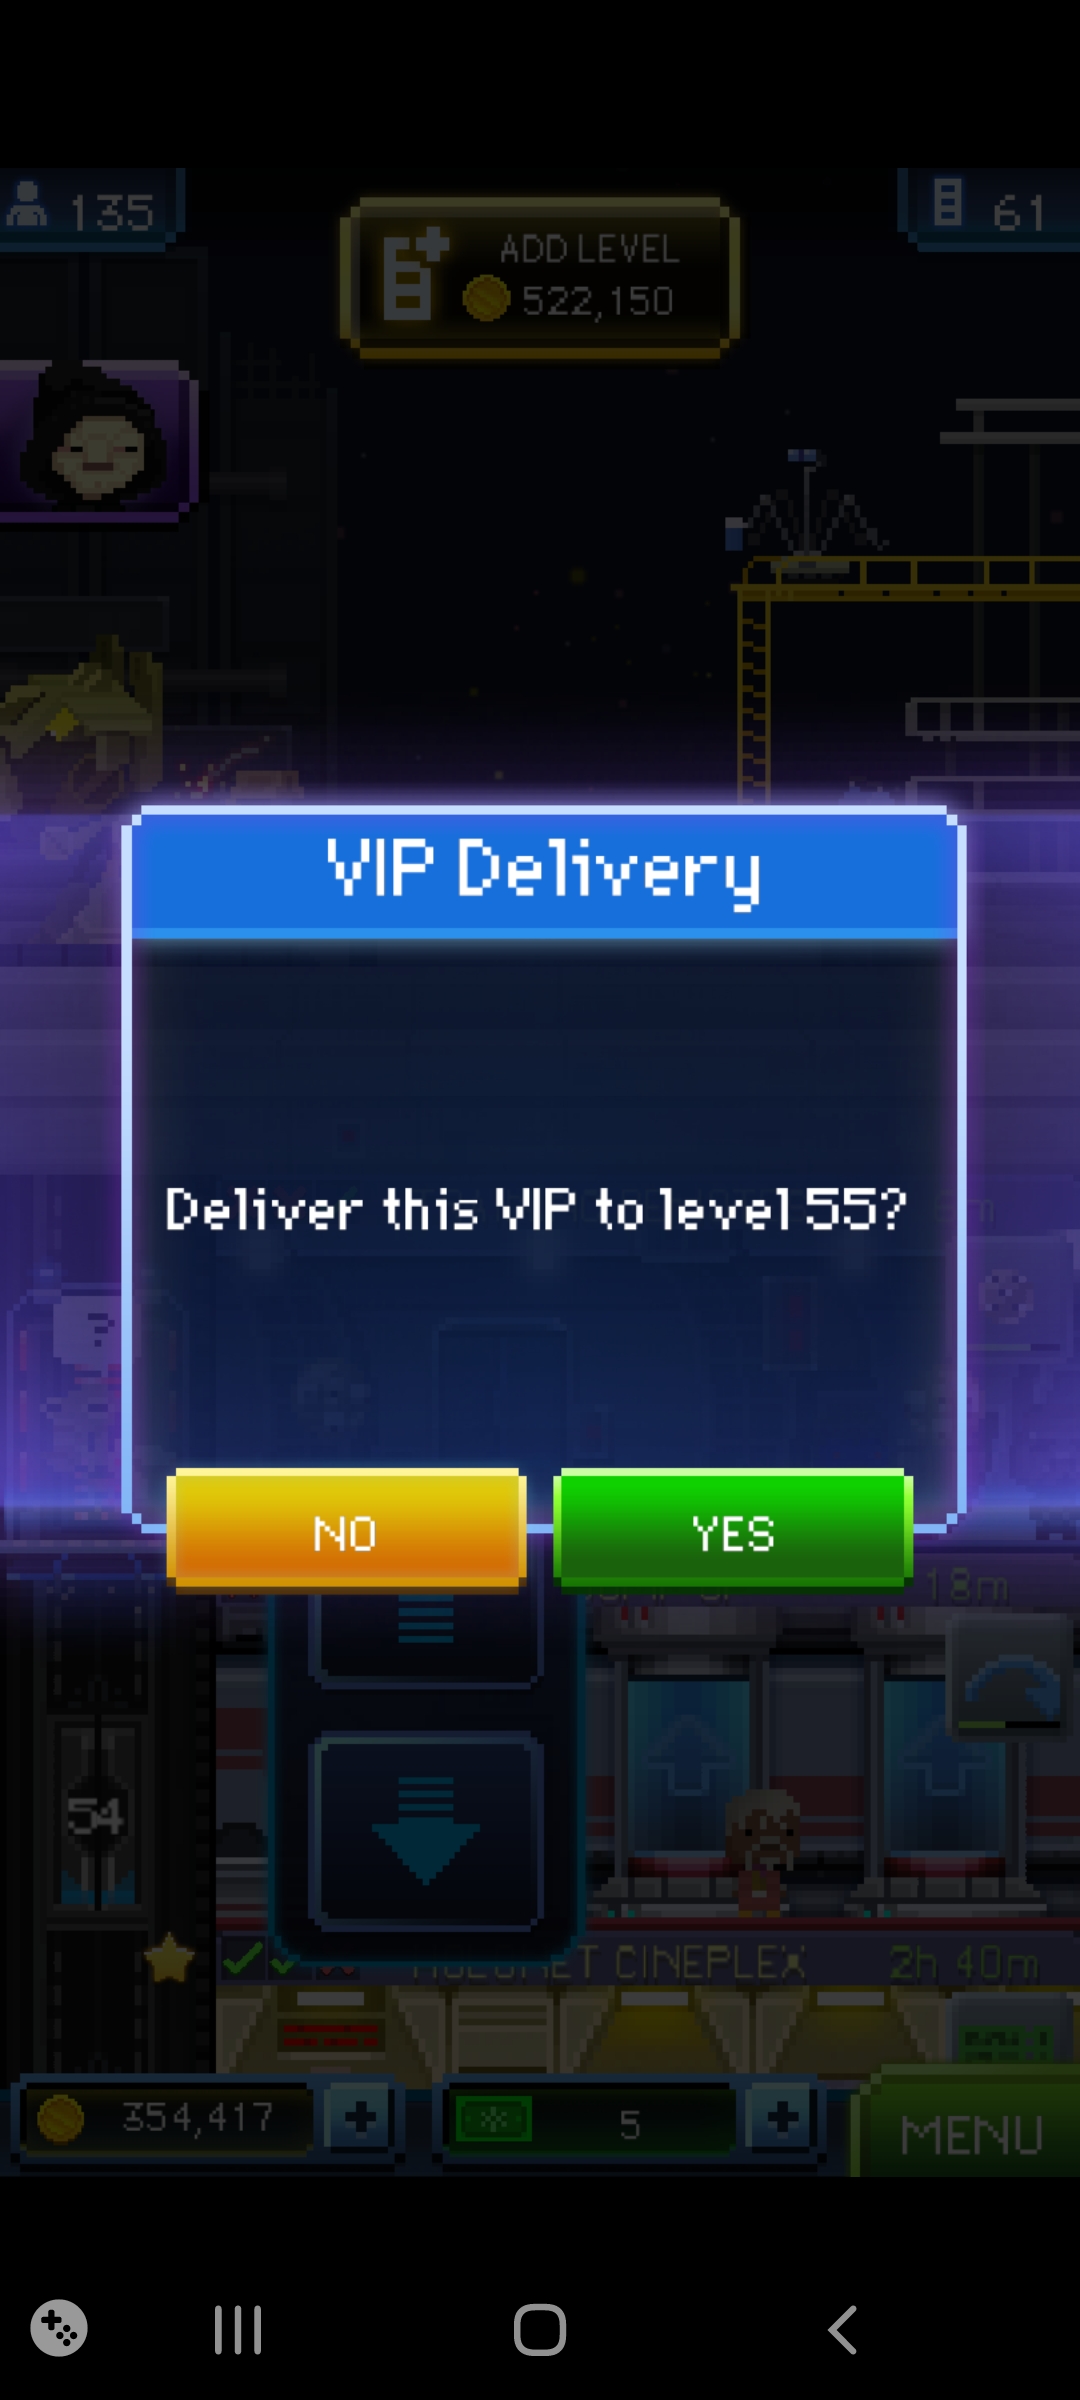 135
ADD LEVEL
61
522,150
VIP Delivery
Deliver this VIP to level 55?
?
NO
YES
18m
54
CINEPLEX
2h 40m
354,417
5
MENU